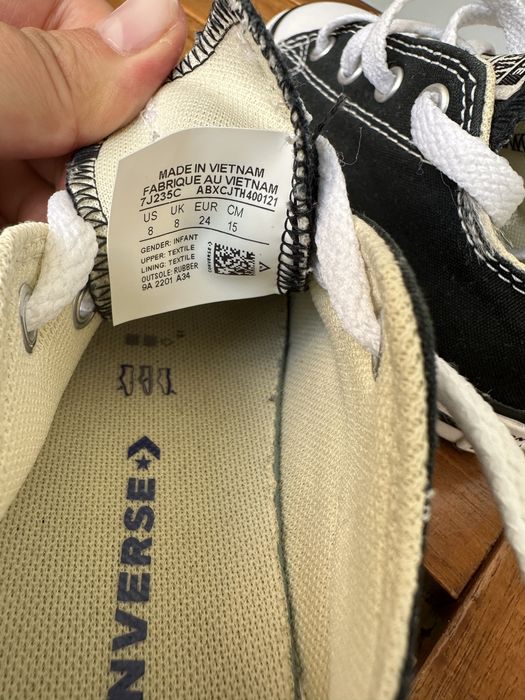 CONVERSE
MADE IN VIETNAM
FABRIQUE AU VIETNAM
7J235C ABXCJTH400121
US UK EUR CM
8 8 24 15
GENDER: INFANT
UPPER: TEXTILE
LINING: TEXTILE
OUTSOLE: RUBBER
9A 2201 A34
NVERSE